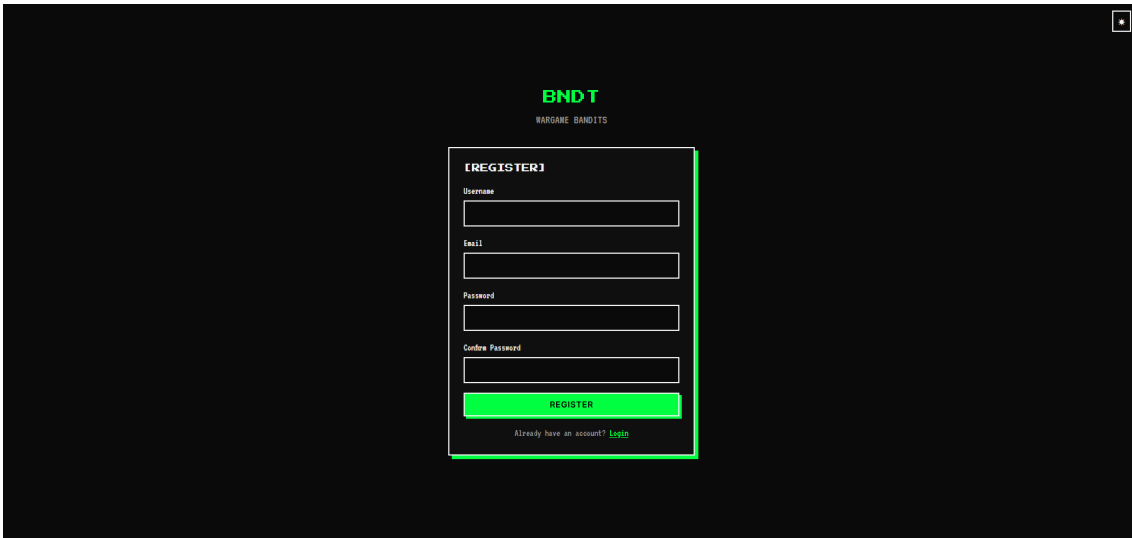 BNDT
WARGAME BANDITS
[REGISTER]
Username
Email
Password
Confirm Password
REGISTER
Already have an account? Login